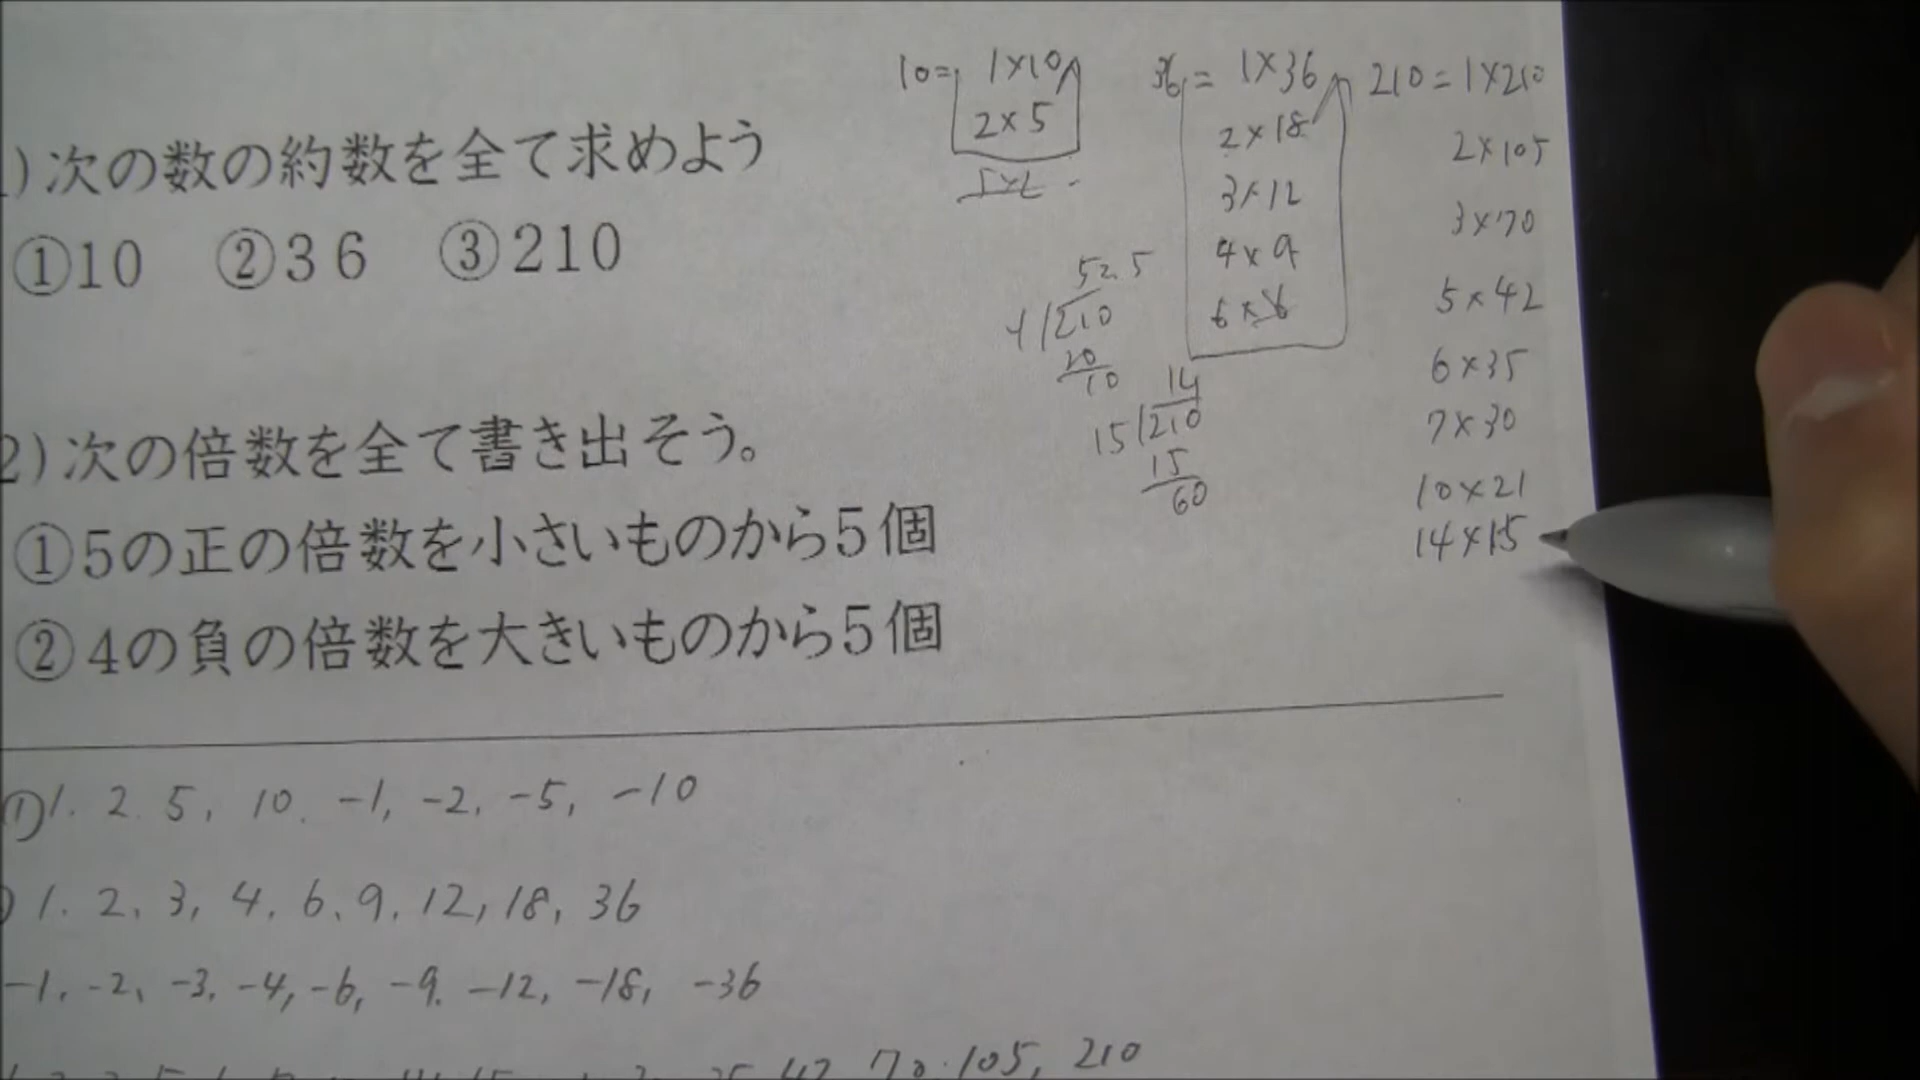 )次の数の約数を全て求めよう
①10 ②36 ③210
2)次の倍数を全て書き出そう。
①5の正の倍数を小さいものから5個
②4の負の倍数を大きいものから5個
10= 1×10
2×5
5×2
36= 1×36
2×18
3×12
4×9
6×6
210=1×210
2×105
3×70
5×42
6×35
7×30
10×21
14×15
52.5
4)210
20
10
14
15)210
15
60
① 1. 2. 5, 10. -1, -2. -5, -10
1. 2, 3, 4, 6, 9, 12, 18, 36
-1, -2, -3, -4, -6, -9. -12, -18, -36
42 70. 105, 210